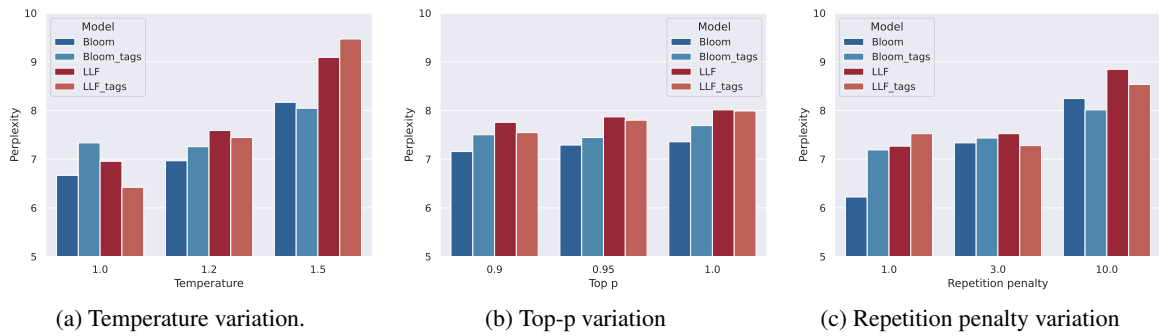 10
9
8
7
6
5
Perplexity
Model
Bloom
Bloom_tags
LLF
LLF_tags
1.0
1.2
1.5
Temperature
(a) Temperature variation.
10
9
8
7
6
5
Perplexity
Model
Bloom
Bloom_tags
LLF
LLF_tags
0.9
0.95
1.0
Top p
(b) Top-p variation
10
9
8
7
6
5
Perplexity
Model
Bloom
Bloom_tags
LLF
LLF_tags
1.0
3.0
10.0
Repetition penalty
(c) Repetition penalty variation